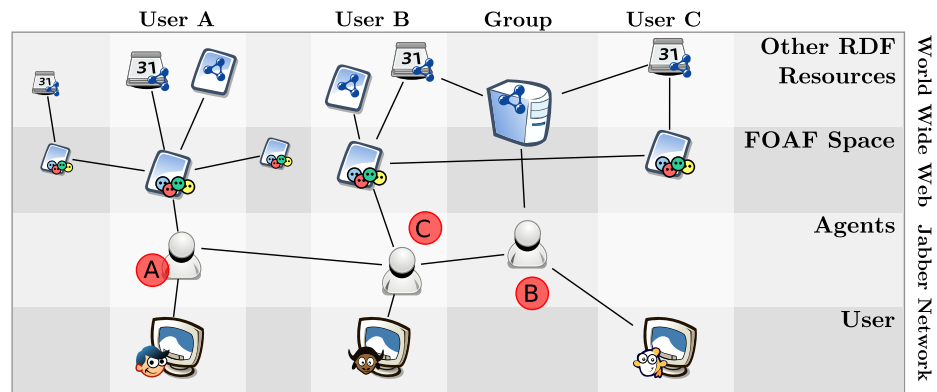 User A
User B
Group
User C
31
31
31
31
Other RDF
Resources
FOAF Space
Agents
User
World Wide Web
Jabber Network
A
C
B